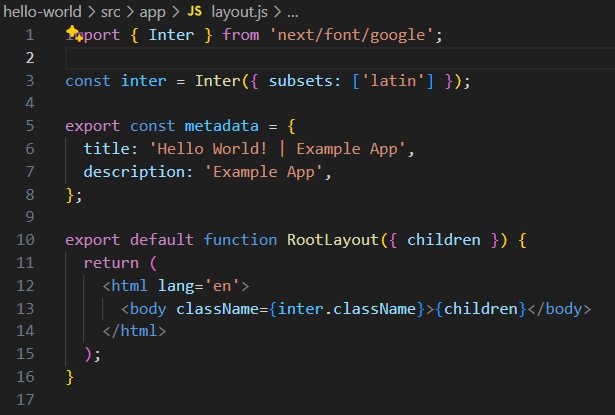 hello-world > src > app > JS layout.js > ...
1 import { Inter } from 'next/font/google';
2
3 const inter = Inter({ subsets: ['latin'] });
4
5 export const metadata = {
6   title: 'Hello World! | Example App',
7   description: 'Example App',
8 };
9
10 export default function RootLayout({ children }) {
11   return (
12     <html lang='en'>
13       <body className={inter.className}>{children}</body>
14     </html>
15   );
16 }
17